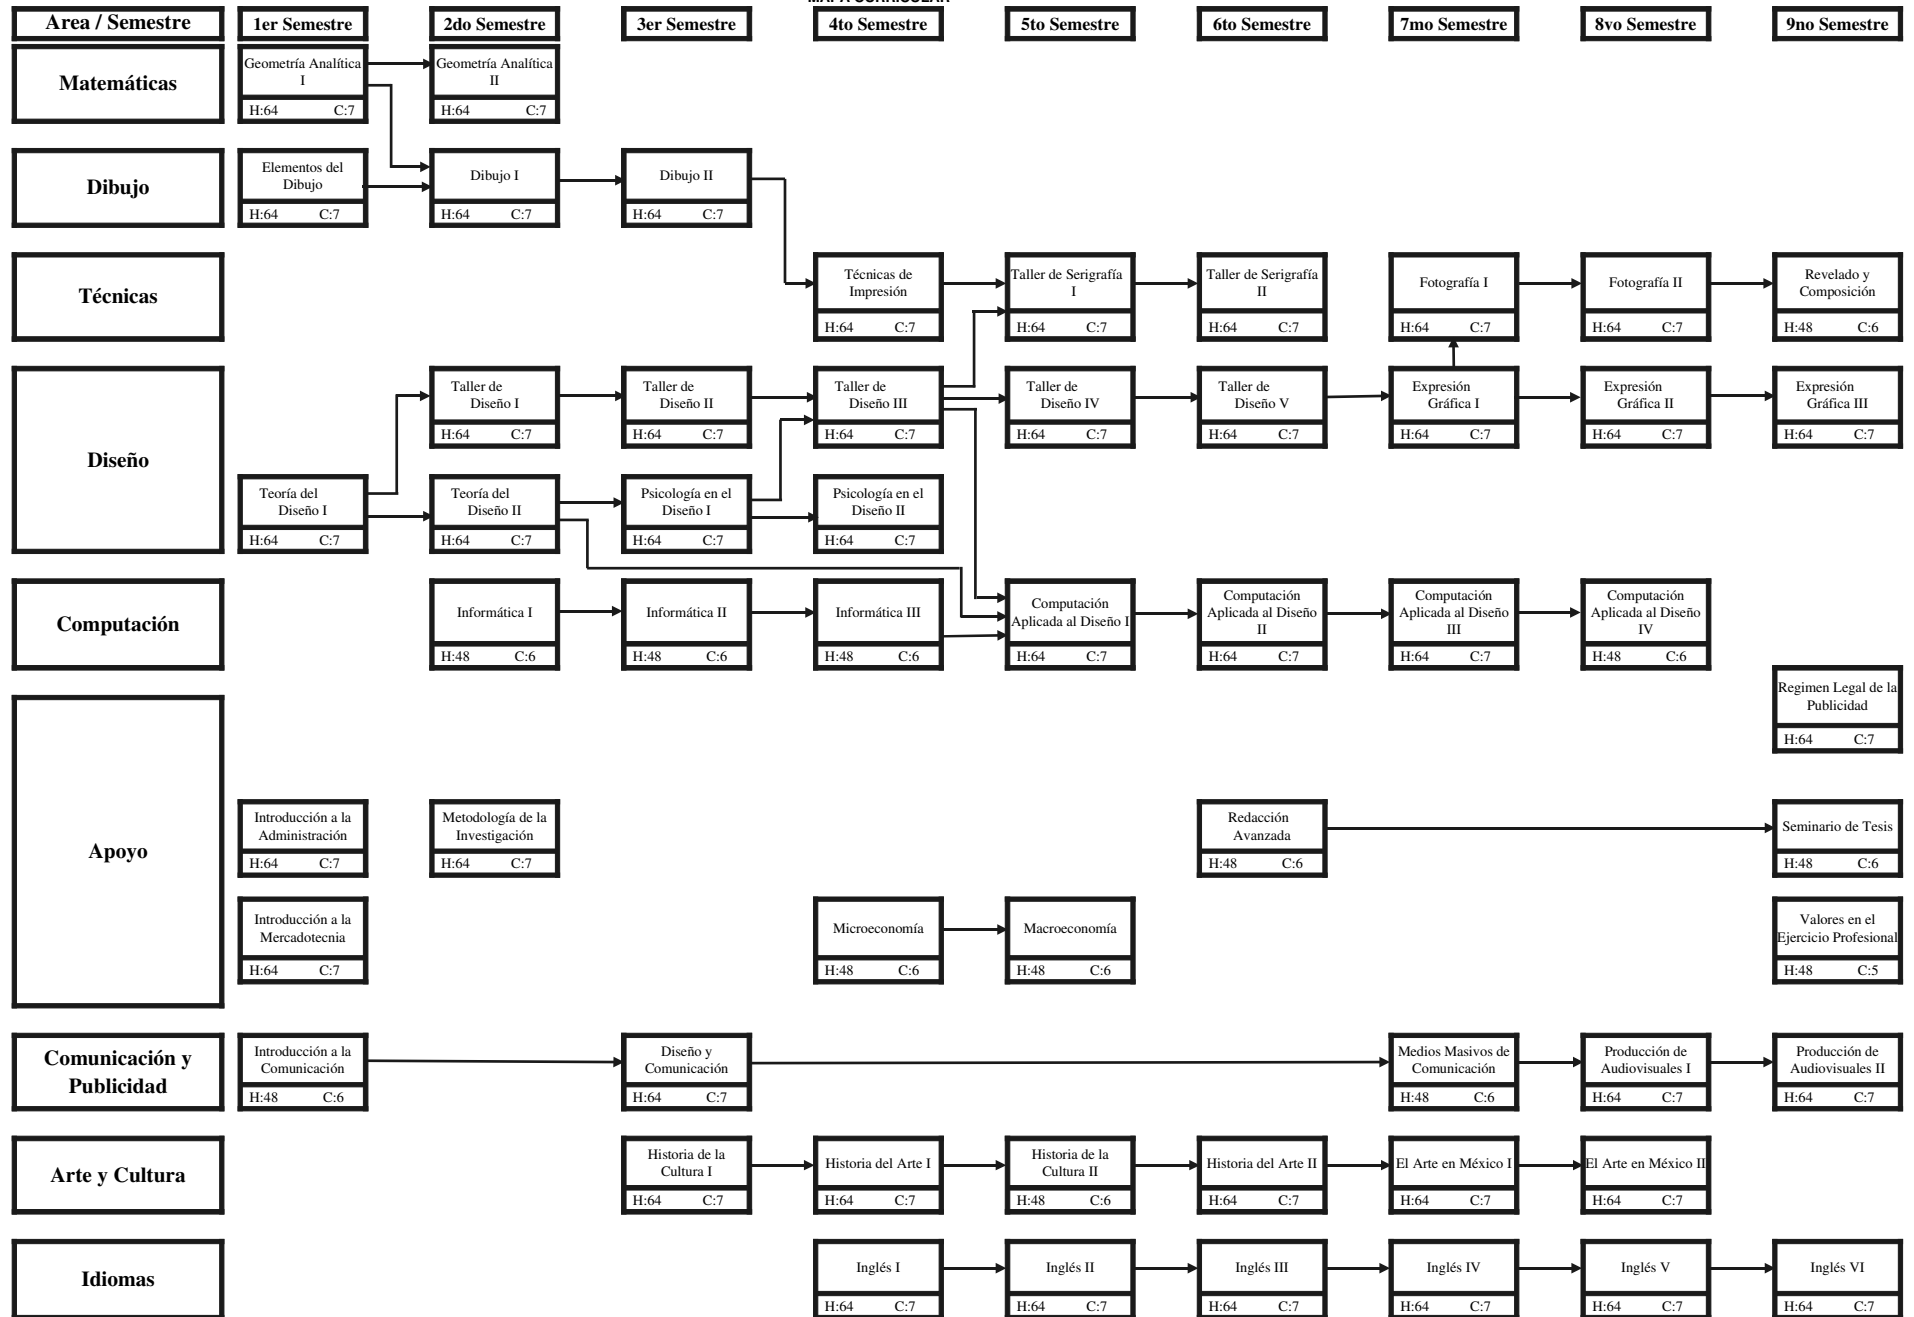 MAPA CURRICULAR
Area / Semestre 1er Semestre 2do Semestre 3er Semestre 4to Semestre 5to Semestre 6to Semestre 7mo Semestre 8vo Semestre 9no Semestre
Matemáticas
Geometría Analítica
I
H:64 C:7
Geometría Analítica
II
H:64 C:7
Dibujo
Elementos del
Dibujo
H:64 C:7
Dibujo I
H:64 C:7
Dibujo II
H:64 C:7
Técnicas
Técnicas de
Impresión
H:64 C:7
Taller de Serigrafía
I
H:64 C:7
Taller de Serigrafía
II
H:64 C:7
Fotografía I
H:64 C:7
Fotografía II
H:64 C:7
Revelado y
Composición
H:48 C:6
Diseño
Taller de
Diseño I
H:64 C:7
Taller de
Diseño II
H:64 C:7
Taller de
Diseño III
H:64 C:7
Taller de
Diseño IV
H:64 C:7
Taller de
Diseño V
H:64 C:7
Expresión
Gráfica I
H:64 C:7
Expresión
Gráfica II
H:64 C:7
Expresión
Gráfica III
H:64 C:7
Teoría del
Diseño I
H:64 C:7
Teoría del
Diseño II
H:64 C:7
Psicología en el
Diseño I
H:64 C:7
Psicología en el
Diseño II
H:64 C:7
Computación
Informática I
H:48 C:6
Informática II
H:48 C:6
Informática III
H:48 C:6
Computación
Aplicada al Diseño I
H:64 C:7
Computación
Aplicada al Diseño
II
H:64 C:7
Computación
Aplicada al Diseño
III
H:64 C:7
Computación
Aplicada al Diseño
IV
H:48 C:6
Apoyo
Regimen Legal de la
Publicidad
H:64 C:7
Introducción a la
Administración
H:64 C:7
Metodología de la
Investigación
H:64 C:7
Redacción
Avanzada
H:48 C:6
Seminario de Tesis
H:48 C:6
Introducción a la
Mercadotecnia
H:64 C:7
Microeconomía
H:48 C:6
Macroeconomía
H:48 C:6
Valores en el
Ejercicio Profesional
H:48 C:5
Comunicación y
Publicidad
Introducción a la
Comunicación
H:48 C:6
Diseño y
Comunicación
H:64 C:7
Medios Masivos de
Comunicación
H:48 C:6
Producción de
Audiovisuales I
H:64 C:7
Producción de
Audiovisuales II
H:64 C:7
Arte y Cultura
Historia de la
Cultura I
H:64 C:7
Historia del Arte I
H:64 C:7
Historia de la
Cultura II
H:48 C:6
Historia del Arte II
H:64 C:7
El Arte en México I
H:64 C:7
El Arte en México II
H:64 C:7
Idiomas
Inglés I
H:64 C:7
Inglés II
H:64 C:7
Inglés III
H:64 C:7
Inglés IV
H:64 C:7
Inglés V
H:64 C:7
Inglés VI
H:64 C:7